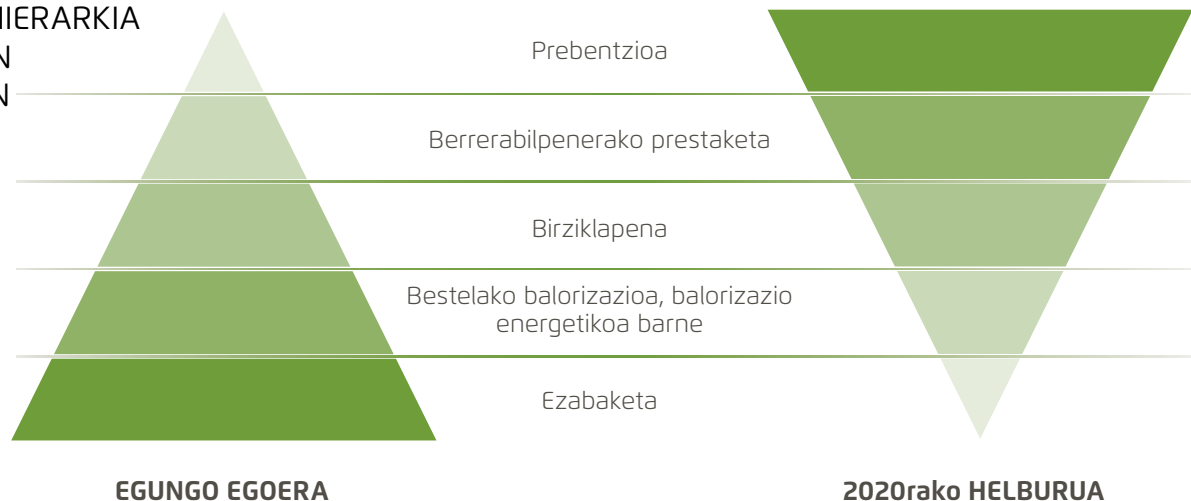 HIERARKIA
N
N
Prebentzioa
Berrerabilpenerako prestaketa
Birziklapena
Bestelako balorizazioa, balorizazio
energetikoa barne
Ezabaketa
EGUNGO EGOERA
2020rako HELBURUA